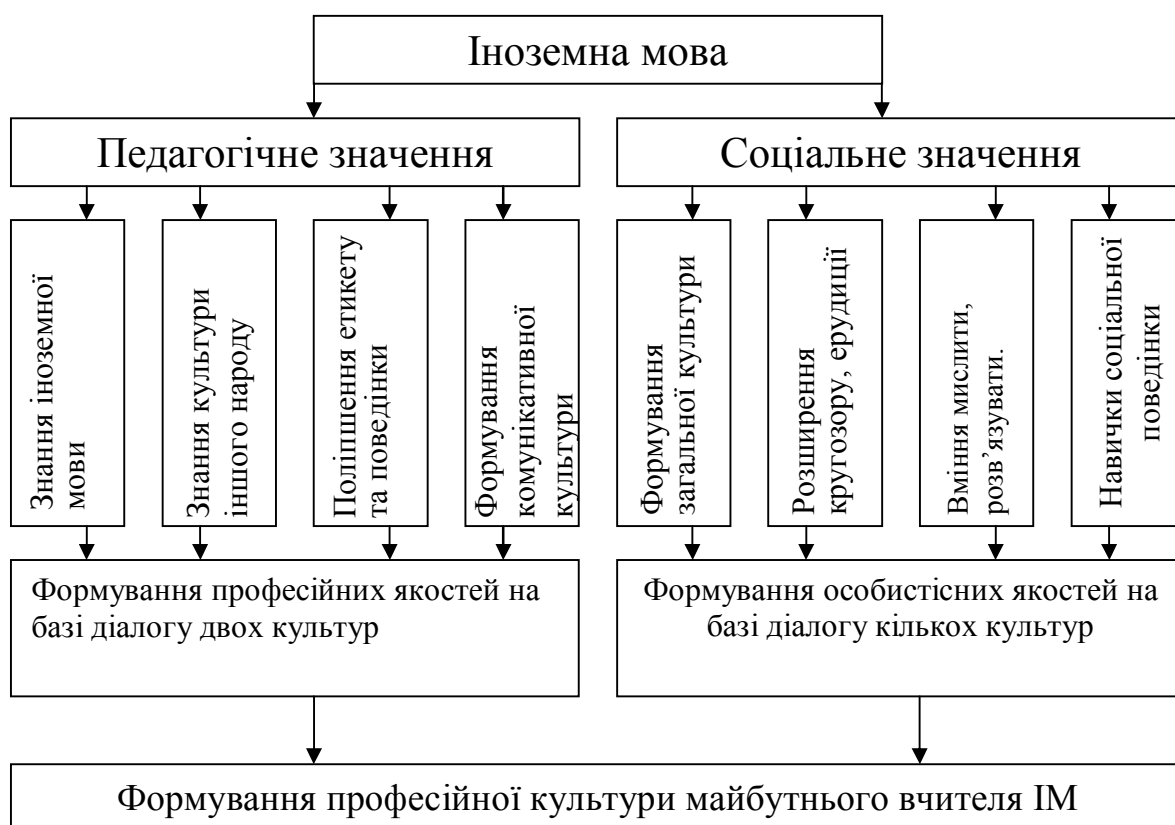 Іноземна мова
Педагогічне значення
Соціальне значення
Знання іноземної
мови
Знання культури
іншого народу
Поліпшення етикету
та поведінки
Формування
комунікативної
культури
Формування
загальної культури
Розширення
кругозору, ерудиції
Вміння мислити,
розв’язувати.
Навички соціальної
поведінки
Формування професійних якостей на
базі діалогу двох культур
Формування особистісних якостей на
базі діалогу кількох культур
Формування професійної культури майбутнього вчителя ІМ